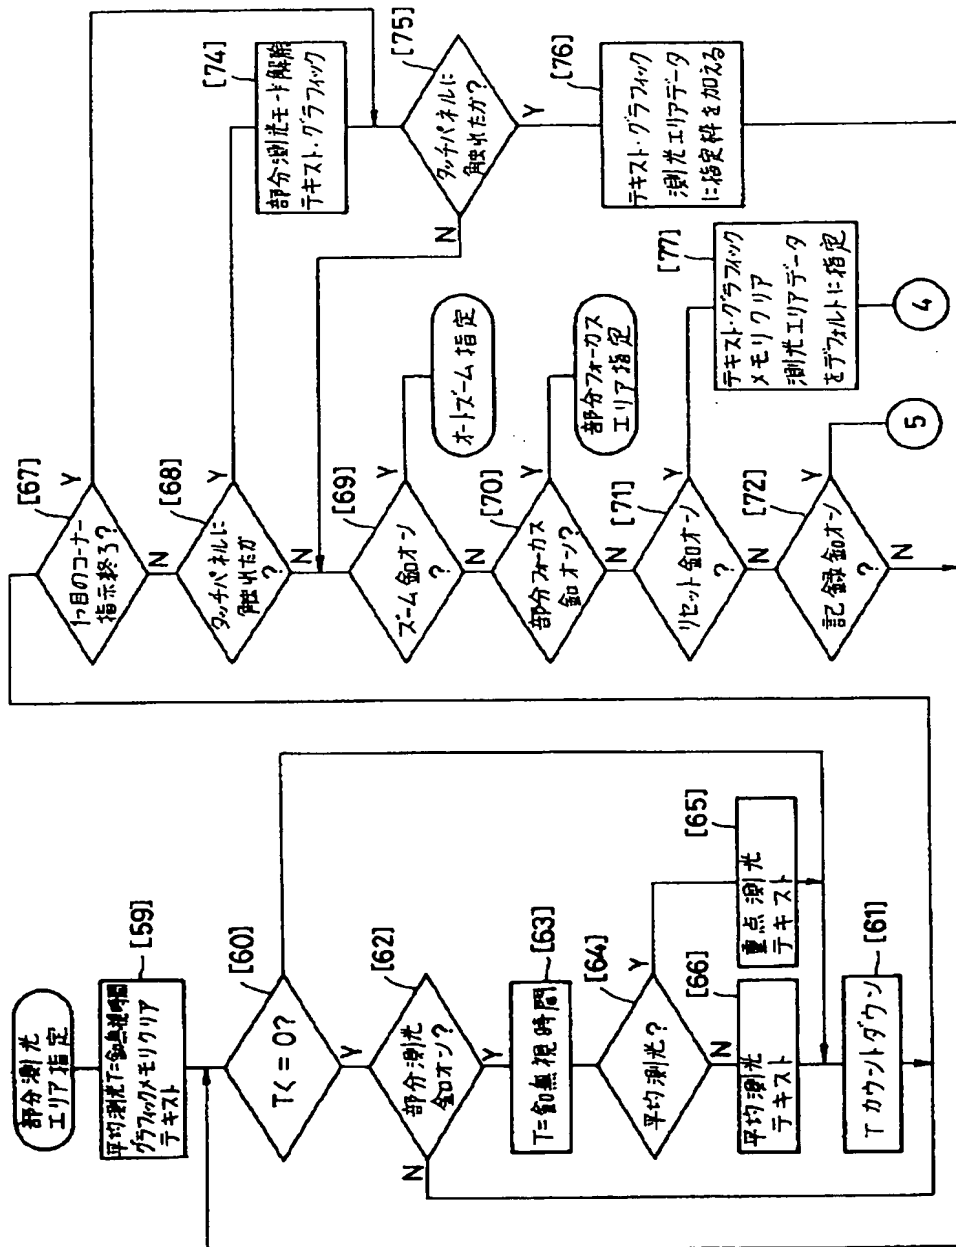 部分測光
エリア指定
[59]
平均測光 T=釦無視時間
グラフィックメモリクリア
テキスト
[60]
T<=0?
Y
[62]
部分測光
釦オン?
N
Y
[63]
T=釦無視時間
[64]
平均測光?
Y
N
[65]
重点測光
テキスト
[66]
平均測光
テキスト
[61]
Tカウントダウン
[67]
1つ目のコーナー
指示終ろ?
Y
N
[68]
タッチパネルに
触れたか?
Y
N
[69]
ズーム釦オン
?
Y
N
オートズーム指定
[70]
部分フォーカス
釦オン?
Y
N
部分フォーカス
エリア指定
[71]
リセット釦オン
?
Y
N
[72]
記録釦オン
?
Y
N
5
[74]
部分測光モード解除
テキスト・グラフィック
[75]
タッチパネルに
触れたか?
N
Y
[76]
テキスト・グラフィック
測光エリアデータ
に指定枠を加える
[77]
テキスト・グラフィック
メモリクリア
測光エリアデータ
をデフォルトに指定
4